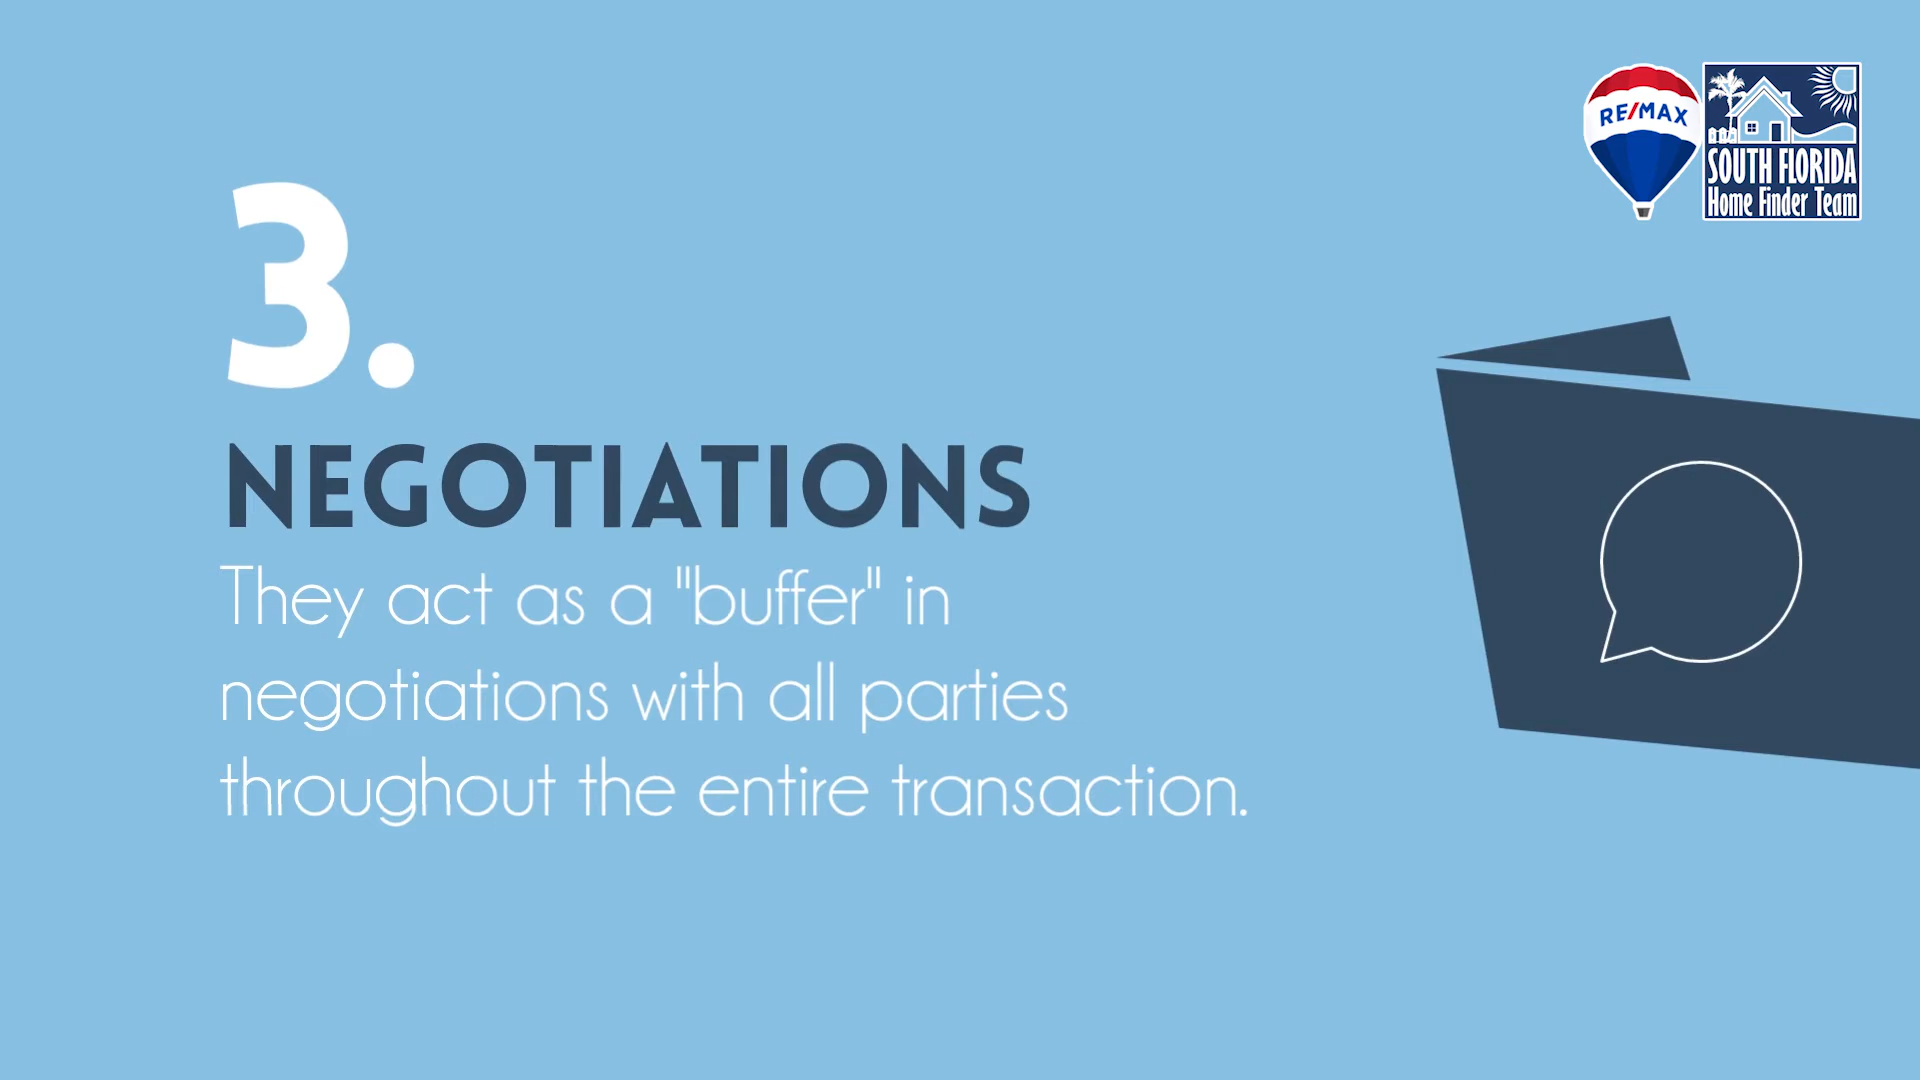 RE/MAX
SOUTH FLORIDA
Home Finder Team
3.
NEGOTIATIONS
They act as a "buffer" in
negotiations with all parties
throughout the entire transaction.